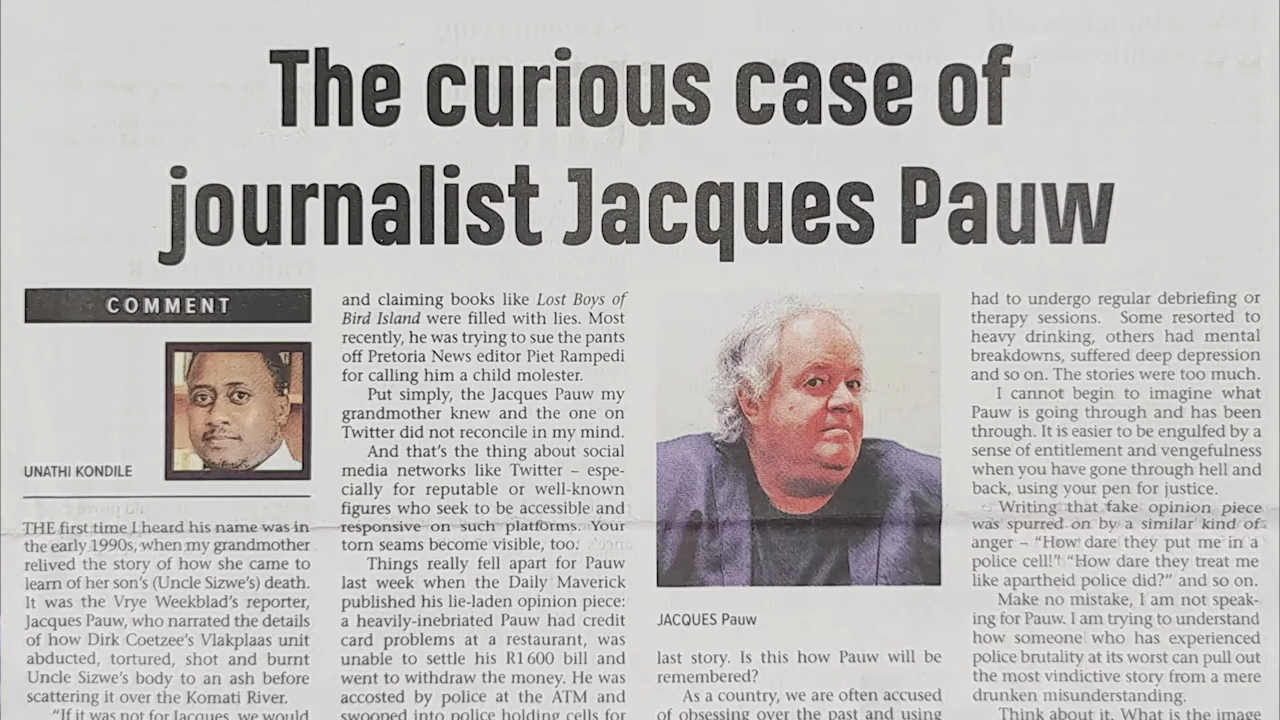 The curious case of
journalist Jacques Pauw
COMMENT
UNATHI KONDILE
THE first time I heard his name was in
the early 1990s, when my grandmother
relived the story of how she came to
learn of her son's (Uncle Sizwe's) death.
It was the Vrye Weekblad's reporter,
Jacques Pauw, who narrated the details
of how Dirk Coetzee's Vlakplaas unit
abducted, tortured, shot and burnt
Uncle Sizwe's body to an ash before
scattering it over the Komati River.
"If it was not for Jacques, we would
and claiming books like Lost Boys of
Bird Island were filled with lies. Most
recently, he was trying to sue the pants
off Pretoria News editor Piet Rampedi
for calling him a child molester.
Put simply, the Jacques Pauw my
grandmother knew and the one on
Twitter did not reconcile in my mind.
And that's the thing about social
media networks like Twitter – espe-
cially for reputable or well-known
figures who seek to be accessible and
responsive on such platforms. Your
torn seams become visible, too.
Things really fell apart for Pauw
last week when the Daily Maverick
published his lie-laden opinion piece:
a heavily-inebriated Pauw had credit
card problems at a restaurant, was
unable to settle his R1 600 bill and
went to withdraw the money. He was
accosted by police at the ATM and
swooped into police holding cells for
JACQUES Pauw
last story. Is this how Pauw will be
remembered?
As a country, we are often accused
of obsessing over the past and using
had to undergo regular debriefing or
therapy sessions. Some resorted to
heavy drinking, others had mental
breakdowns, suffered deep depression
and so on. The stories were too much.
I cannot begin to imagine what
Pauw is going through and has been
through. It is easier to be engulfed by a
sense of entitlement and vengefulness
when you have gone through hell and
back, using your pen for justice.
Writing that fake opinion piece
was spurred on by a similar kind of
anger – "How dare they put me in a
police cell!" "How dare they treat me
like apartheid police did?" and so on.
Make no mistake, I am not speak-
ing for Pauw. I am trying to understand
how someone who has experienced
police brutality at its worst can pull out
the most vindictive story from a mere
drunken misunderstanding.
Think about it. What is the image